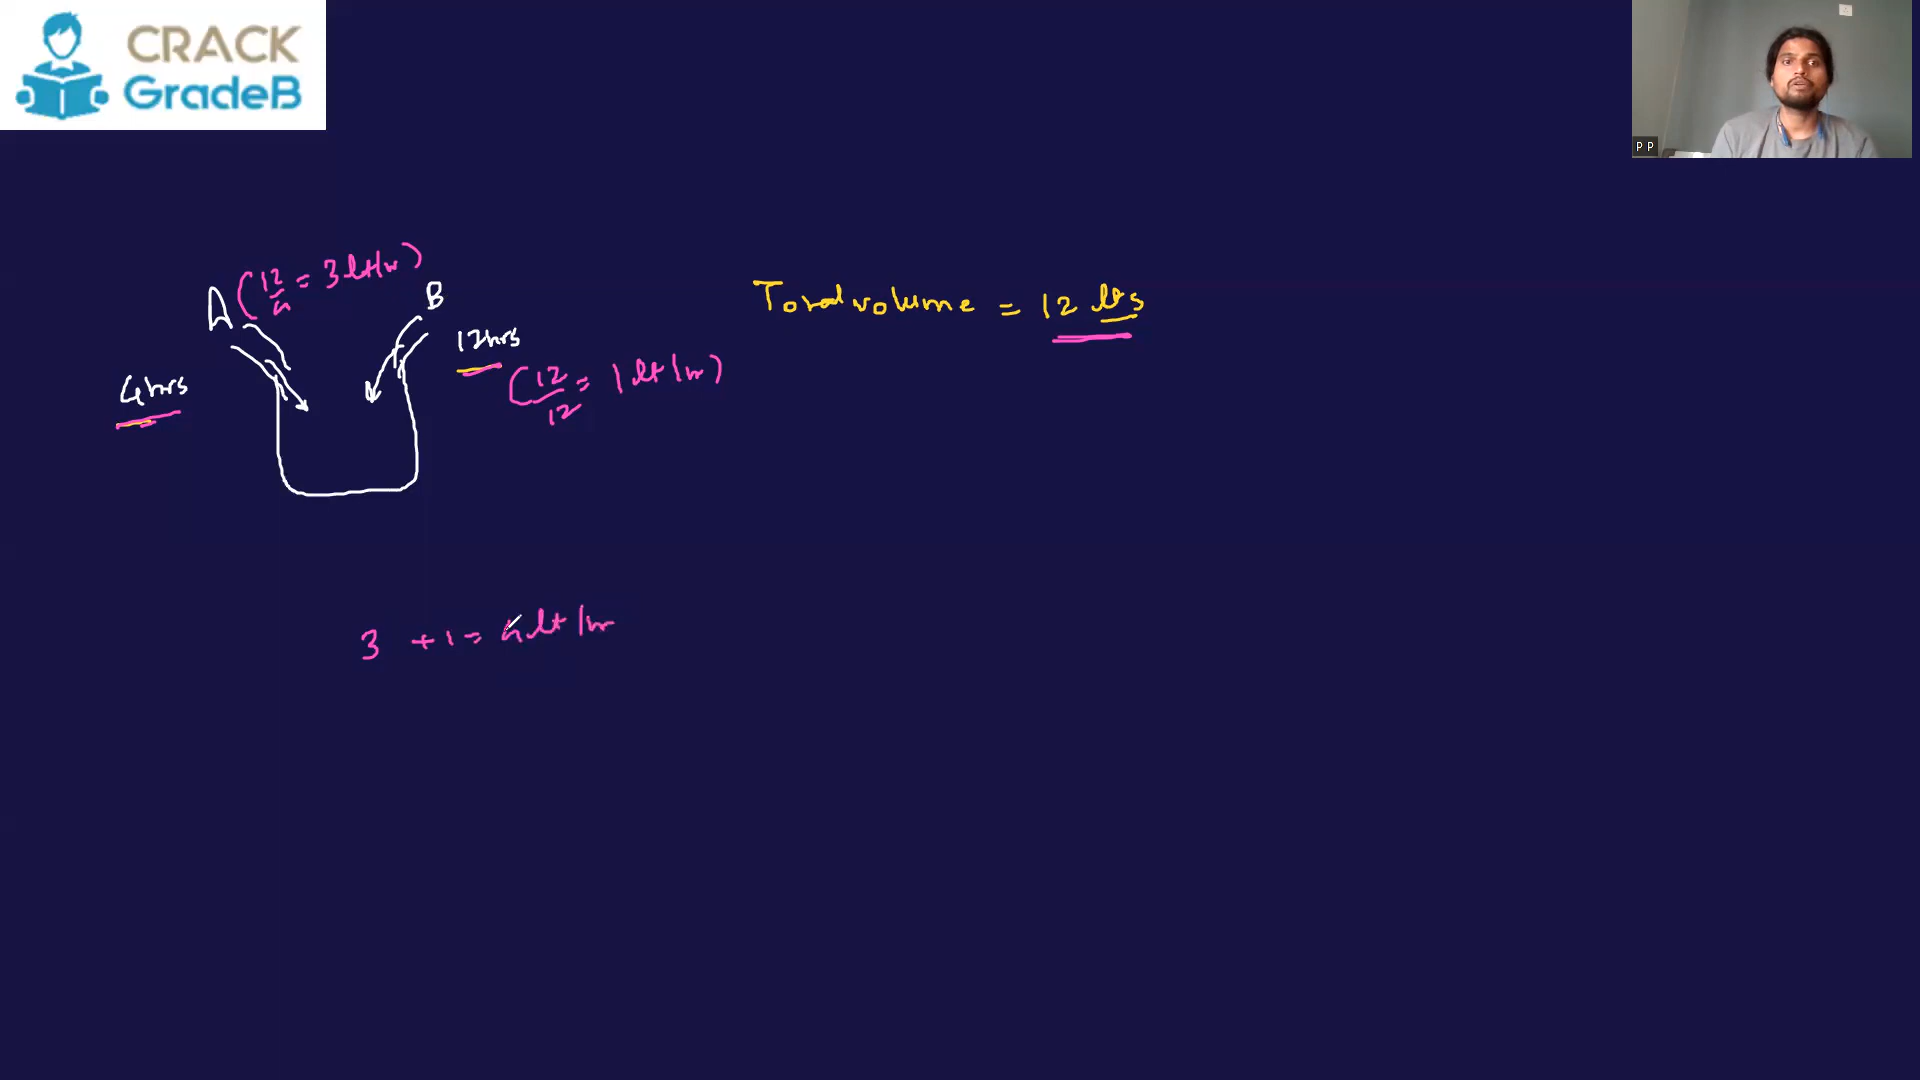 CRACK
GradeB
P P
A (12/4 = 3 lt/hr)
B
4hrs
12hrs
(12/12 = 1 lt/hr)
Total volume = 12 lts
3 + 1 = 4 lt/hr